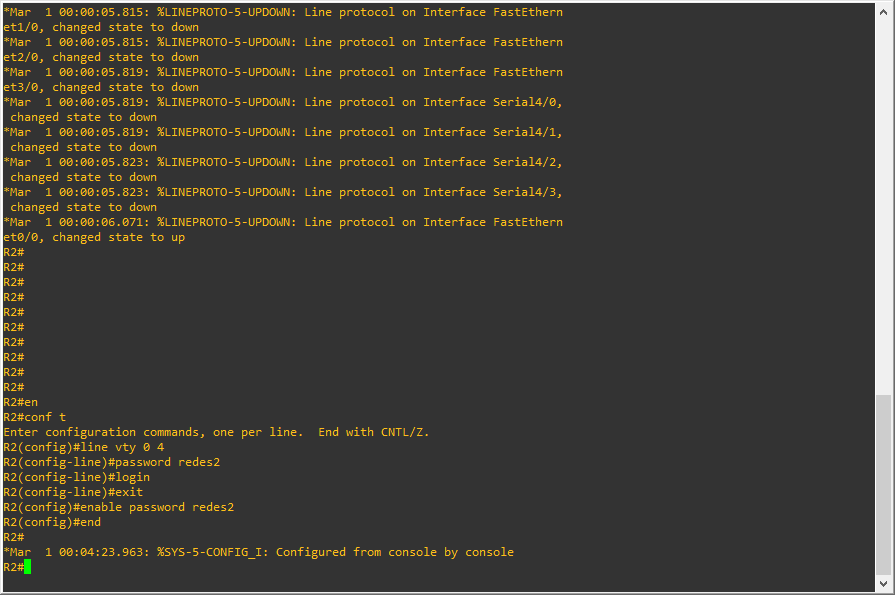 *Mar  1 00:00:05.815: %LINEPROTO-5-UPDOWN: Line protocol on Interface FastEthern
et1/0, changed state to down
*Mar  1 00:00:05.815: %LINEPROTO-5-UPDOWN: Line protocol on Interface FastEthern
et2/0, changed state to down
*Mar  1 00:00:05.819: %LINEPROTO-5-UPDOWN: Line protocol on Interface FastEthern
et3/0, changed state to down
*Mar  1 00:00:05.819: %LINEPROTO-5-UPDOWN: Line protocol on Interface Serial4/0,
 changed state to down
*Mar  1 00:00:05.819: %LINEPROTO-5-UPDOWN: Line protocol on Interface Serial4/1,
 changed state to down
*Mar  1 00:00:05.823: %LINEPROTO-5-UPDOWN: Line protocol on Interface Serial4/2,
 changed state to down
*Mar  1 00:00:05.823: %LINEPROTO-5-UPDOWN: Line protocol on Interface Serial4/3,
 changed state to down
*Mar  1 00:00:06.071: %LINEPROTO-5-UPDOWN: Line protocol on Interface FastEthern
et0/0, changed state to up
R2#
R2#
R2#
R2#
R2#
R2#
R2#
R2#
R2#
R2#
R2#en
R2#conf t
Enter configuration commands, one per line.  End with CNTL/Z.
R2(config)#line vty 0 4
R2(config-line)#password redes2
R2(config-line)#login
R2(config-line)#exit
R2(config)#enable password redes2
R2(config)#end
R2#
*Mar  1 00:04:23.963: %SYS-5-CONFIG_I: Configured from console by console
R2#